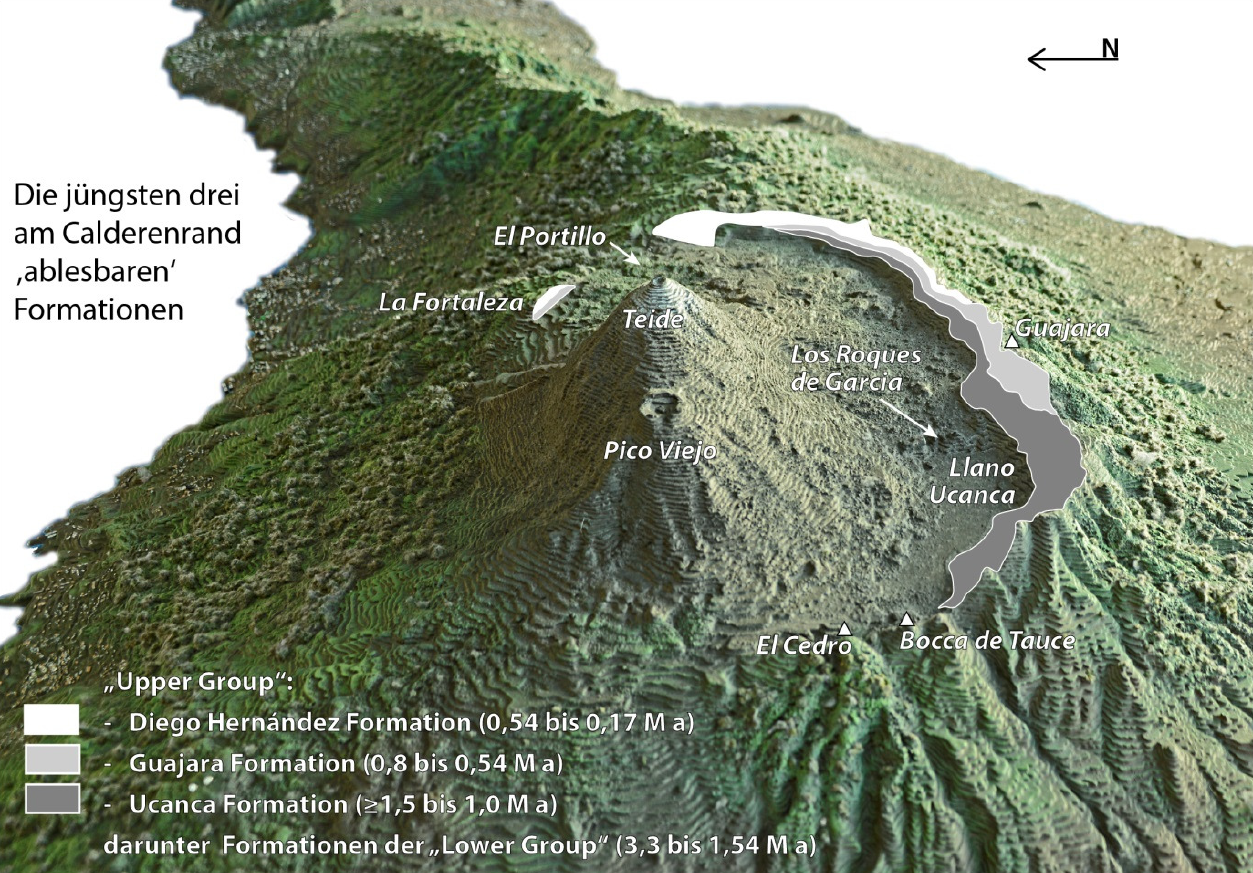 N
Die jüngsten drei
am Calderenrand
‚ablesbaren‘
Formationen
El Portillo
La Fortaleza
Teide
Guajara
Los Roques
de Garcia
Pico Viejo
Llano
Ucanca
El Cedro
Bocca de Tauce
„Upper Group“:
- Diego Hernández Formation (0,54 bis 0,17 M a)
- Guajara Formation (0,8 bis 0,54 M a)
- Ucanca Formation (≥1,5 bis 1,0 M a)
darunter Formationen der „Lower Group“ (3,3 bis 1,54 M a)